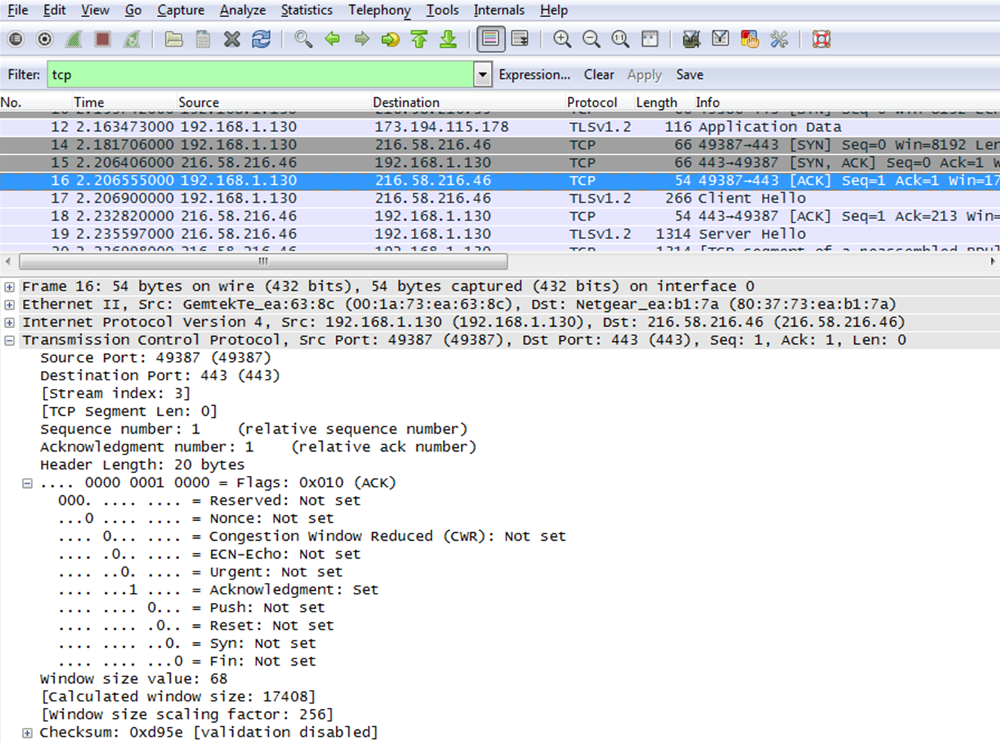 File Edit View Go Capture Analyze Statistics Telephony Tools Internals Help
Filter: tcp Expression... Clear Apply Save
No. Time Source Destination Protocol Length Info
12 2.163473000 192.168.1.130 173.194.115.178 TLSv1.2 116 Application Data
14 2.181706000 192.168.1.130 216.58.216.46 TCP 66 49387→443 [SYN] Seq=0 Win=8192 Len
15 2.206406000 216.58.216.46 192.168.1.130 TCP 66 443→49387 [SYN, ACK] Seq=0 Ack=1 W
16 2.206555000 192.168.1.130 216.58.216.46 TCP 54 49387→443 [ACK] Seq=1 Ack=1 Win=17
17 2.206900000 192.168.1.130 216.58.216.46 TLSv1.2 266 Client Hello
18 2.232820000 216.58.216.46 192.168.1.130 TCP 54 443→49387 [ACK] Seq=1 Ack=213 Win=
19 2.235597000 216.58.216.46 192.168.1.130 TLSv1.2 1314 Server Hello
Frame 16: 54 bytes on wire (432 bits), 54 bytes captured (432 bits) on interface 0
Ethernet II, Src: GemtekTe_ea:63:8c (00:1a:73:ea:63:8c), Dst: Netgear_ea:b1:7a (80:37:73:ea:b1:7a)
Internet Protocol Version 4, Src: 192.168.1.130 (192.168.1.130), Dst: 216.58.216.46 (216.58.216.46)
Transmission Control Protocol, Src Port: 49387 (49387), Dst Port: 443 (443), Seq: 1, Ack: 1, Len: 0
Source Port: 49387 (49387)
Destination Port: 443 (443)
[Stream index: 3]
[TCP Segment Len: 0]
Sequence number: 1 (relative sequence number)
Acknowledgment number: 1 (relative ack number)
Header Length: 20 bytes
.... 0000 0001 0000 = Flags: 0x010 (ACK)
000. .... .... = Reserved: Not set
...0 .... .... = Nonce: Not set
.... 0... .... = Congestion Window Reduced (CWR): Not set
.... .0.. .... = ECN-Echo: Not set
.... ..0. .... = Urgent: Not set
.... ...1 .... = Acknowledgment: Set
.... .... 0... = Push: Not set
.... .... .0.. = Reset: Not set
.... .... ..0. = Syn: Not set
.... .... ...0 = Fin: Not set
Window size value: 68
[Calculated window size: 17408]
[Window size scaling factor: 256]
Checksum: 0xd95e [validation disabled]